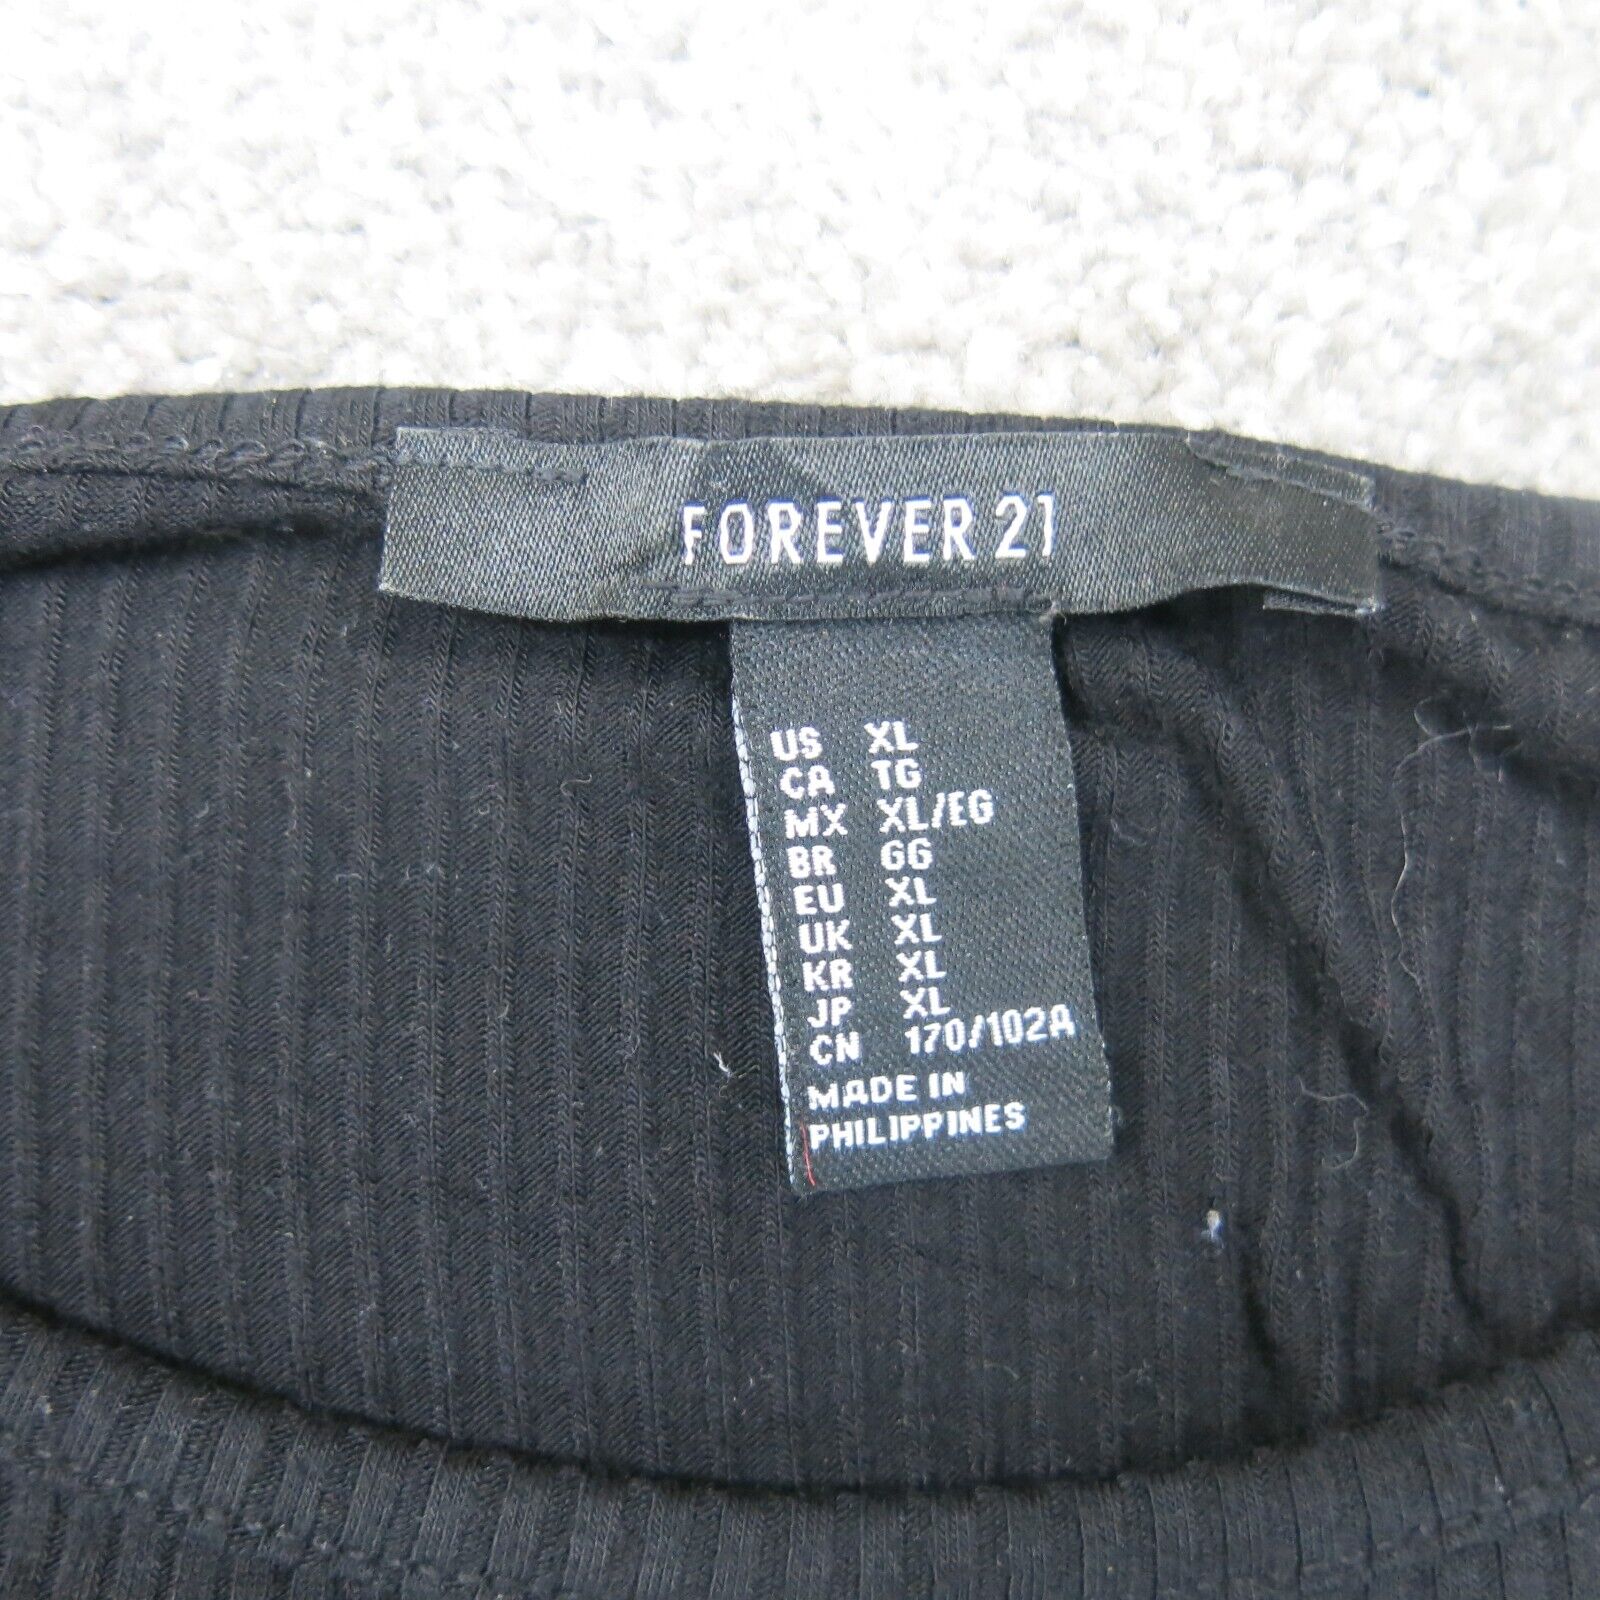 FOREVER 21
US XL
CA TG
MX XL/EG
BR GG
EU XL
UK XL
KR XL
JP XL
CN 170/102A
MADE IN
PHILIPPINES